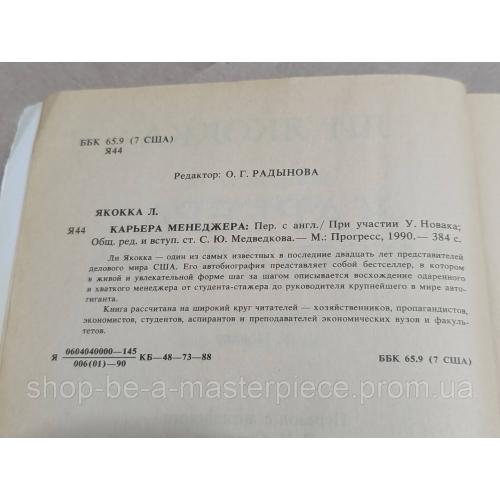 ББК 65.9 (7 США)
Я44
Редактор: О. Г. РАДЫНОВА
ЯКОККА Л.
Я44 КАРЬЕРА МЕНЕДЖЕРА: Пер. с англ./ При участии У. Новака;
Общ. ред. и вступ. ст. С. Ю. Медведкова.— М.: Прогресс, 1990.— 384 с.
Ли Якокка — один из самых известных в последние двадцать лет представителей
делового мира США. Его автобиография представляет собой бестселлер, в котором
в живой и увлекательной форме шаг за шагом описывается восхождение одаренного
и хваткого менеджера от студента-стажера до руководителя крупнейшего в мире авто-
гиганта.
Книга рассчитана на широкий круг читателей — хозяйственников, пропагандистов,
экономистов, студентов, аспирантов и преподавателей экономических вузов и факуль-
тетов.
Я 0604040000—145 КБ—48—73—88 ББК 65.9 (7 США)
006(01)—90
shop-be-a-masterpiece.prom.ua